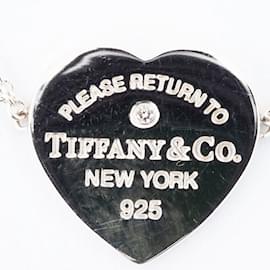 PLEASE RETURN TO
TIFFANY & CO.
NEW YORK
925